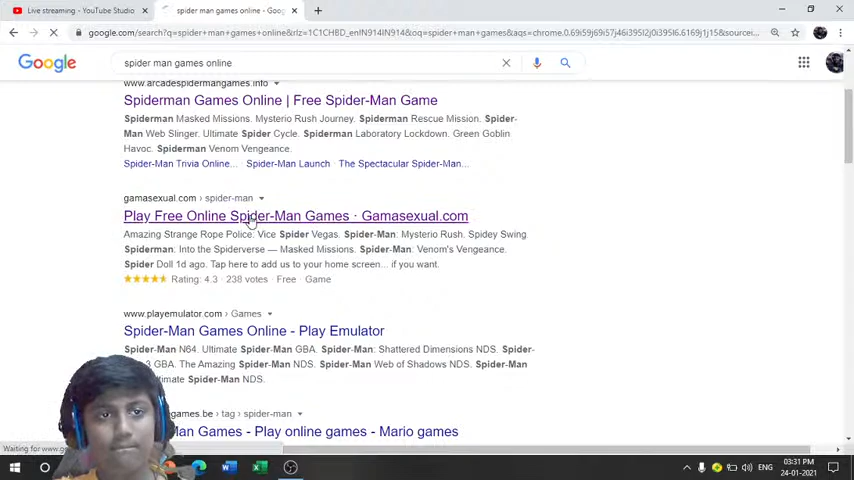 Live streaming - YouTube Studio
spider man games online - Goo
google.com/search?q=spider+man+games+online&rlz=1C1CHBD_enIN914IN914&oq=spider+man+games&aqs=chrome.0.69i59j69i57j46i395l2j0i395l6.6169j1j15&sourcei
Google
spider man games online
www.arcadespidermangames.info
Spiderman Games Online | Free Spider-Man Game
Spiderman Masked Missions. Mysterio Rush Journey. Spiderman Rescue Mission. Spider-
Man Web Slinger. Ultimate Spider Cycle. Spiderman Laboratory Lockdown. Green Goblin
Havoc. Spiderman Venom Vengeance.
Spider-Man Trivia Online... Spider-Man Launch The Spectacular Spider-Man...
gamasexual.com › spider-man
Play Free Online Spider-Man Games · Gamasexual.com
Amazing Strange Rope Police. Vice Spider Vegas. Spider-Man: Mysterio Rush. Spidey Swing.
Spiderman. Into the Spiderverse — Masked Missions. Spider-Man: Venom's Vengeance.
Spider Doll 1d ago. Tap here to add us to your home screen... if you want.
Rating: 4.3 · 238 votes · Free · Game
www.playemulator.com › Games
Spider-Man Games Online - Play Emulator
Spider-Man N64. Ultimate Spider-Man GBA. Spider-Man: Shattered Dimensions NDS. Spider-
3 GBA. The Amazing Spider-Man NDS. Spider-Man Web of Shadows NDS. Spider-Man
timate Spider-Man NDS.
games.be › tag › spider-man
Man Games - Play online games - Mario games
Waiting for www.g
ENG
03:31 PM
24-01-2021